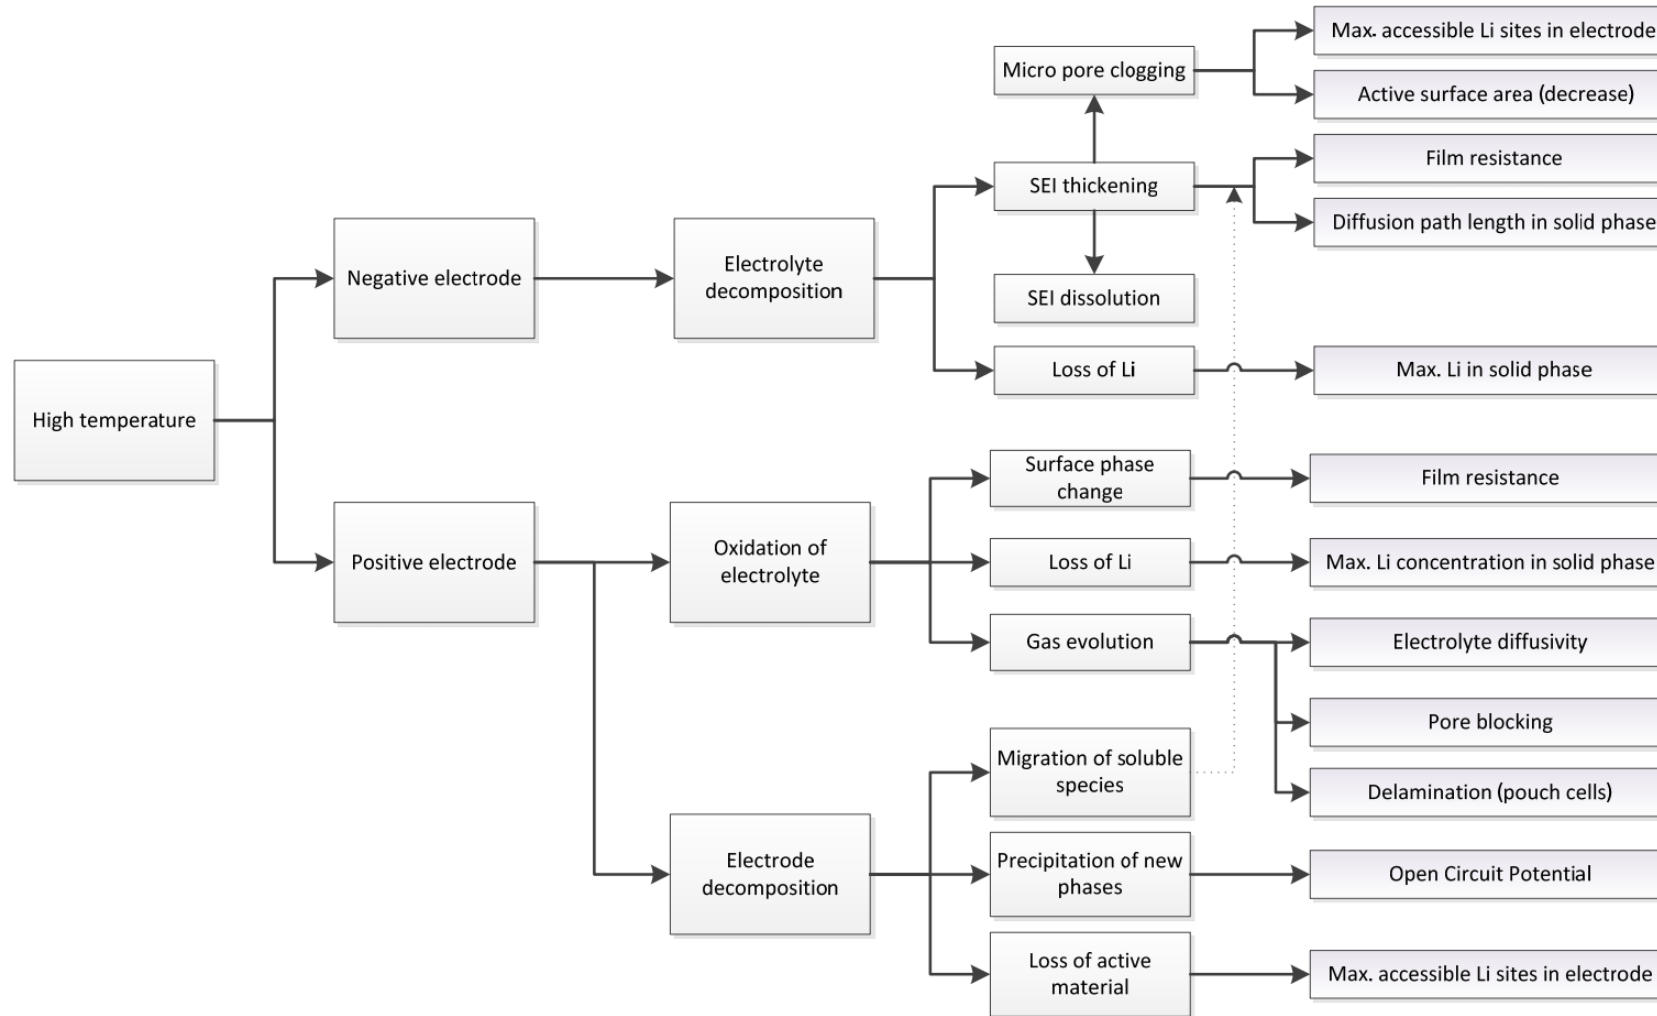 High temperature
Negative electrode
Positive electrode
Electrolyte
decomposition
Oxidation of
electrolyte
Electrode
decomposition
Micro pore clogging
SEI thickening
SEI dissolution
Loss of Li
Surface phase
change
Loss of Li
Gas evolution
Migration of soluble
species
Precipitation of new
phases
Loss of active
material
Max. accessible Li sites in electrode
Active surface area (decrease)
Film resistance
Diffusion path length in solid phase
Max. Li in solid phase
Film resistance
Max. Li concentration in solid phase
Electrolyte diffusivity
Pore blocking
Delamination (pouch cells)
Open Circuit Potential
Max. accessible Li sites in electrode